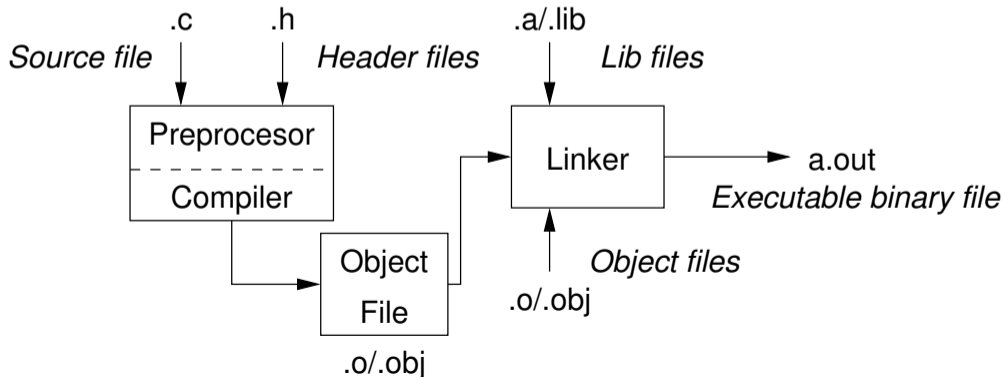 .c
.h
.a/.lib
Source file
Header files
Lib files
Preprocesor
Compiler
Linker
a.out
Executable binary file
Object
File
.o/.obj
Object files
.o/.obj